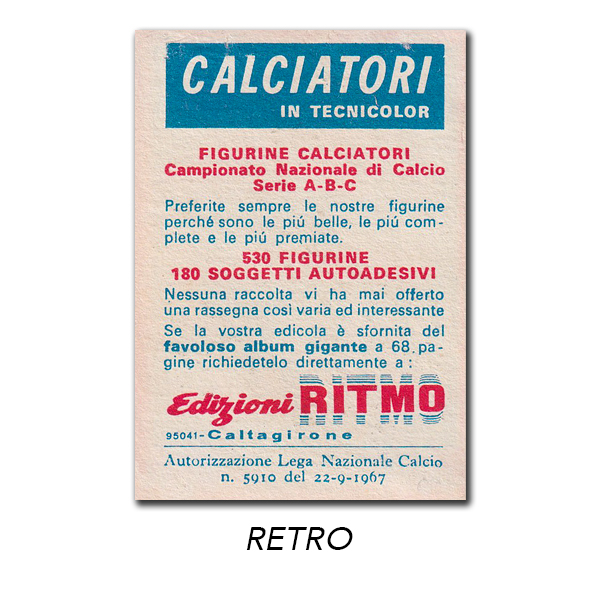 CALCIATORI
IN TECNICOLOR
FIGURINE CALCIATORI
Campionato Nazionale di Calcio
Serie A-B-C
Preferite sempre le nostre figurine
perché sono le piú belle, le piú com-
plete e le piú premiate.
530 FIGURINE
180 SOGGETTI AUTOADESIVI
Nessuna raccolta vi ha mai offerto
una rassegna così varia ed interessante
Se la vostra edicola è sfornita del
favoloso album gigante a 68 pa-
gine richiedetelo direttamente a :
Edizioni RITMO
95041-Caltagirone
Autorizzazione Lega Nazionale Calcio
n. 5910 del 22-9-1967
RETRO